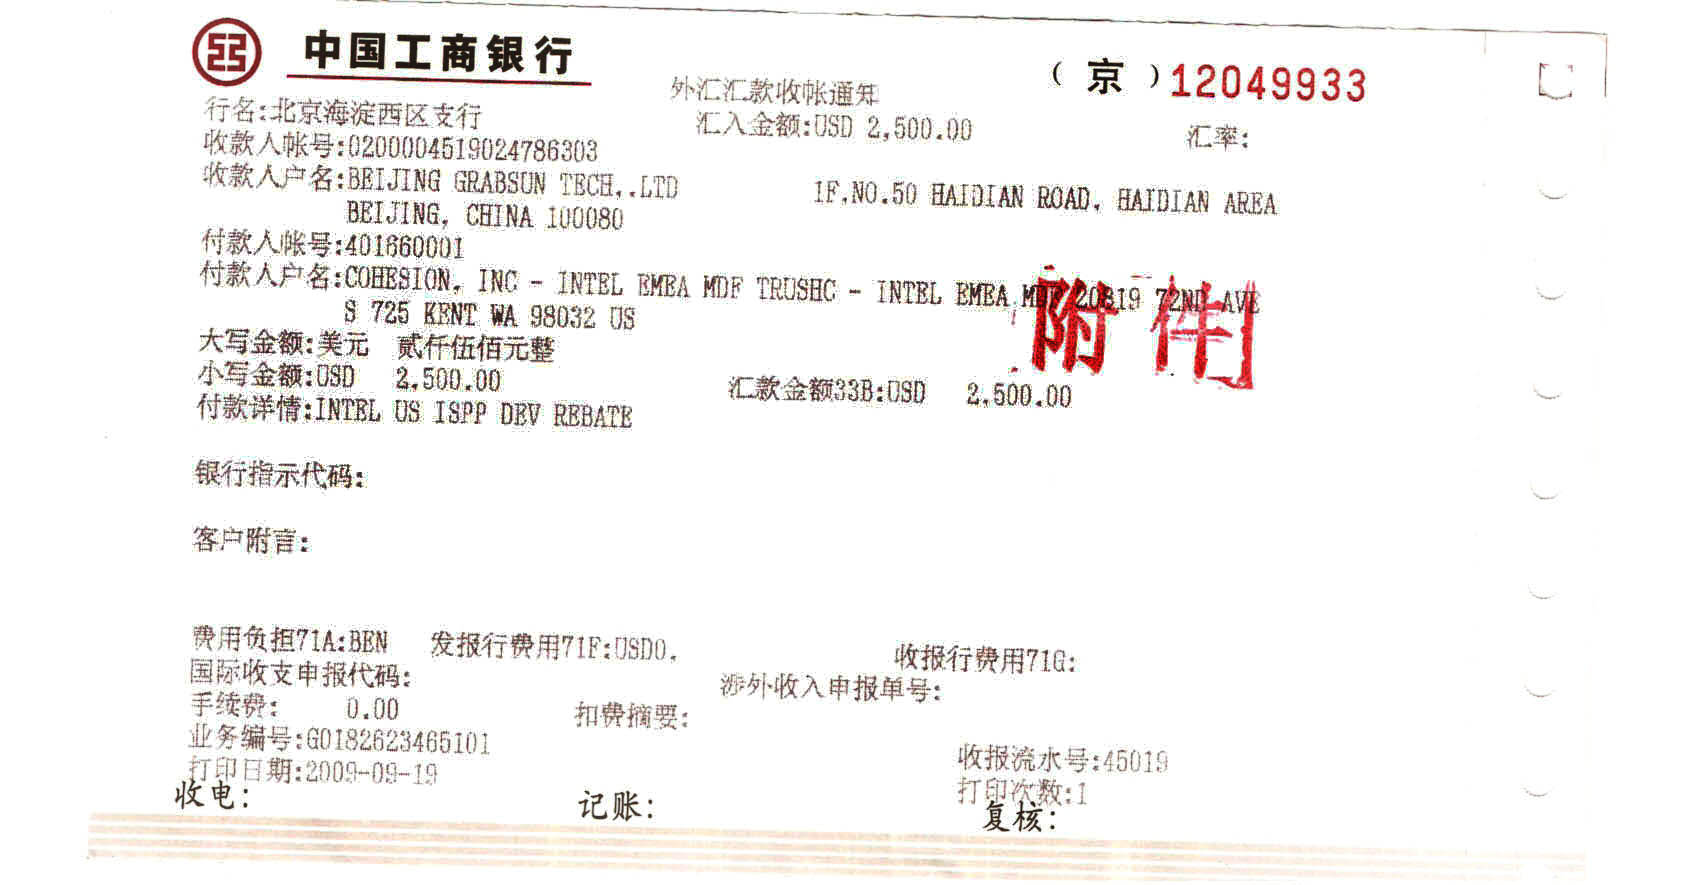 中国工商银行
外汇汇款收帐通知
(京)12049933
行名:北京海淀西区支行
汇入金额:USD 2,500.00
汇率:
收款人帐号:0200004519024786303
收款人户名:BEIJING GRABSUN TECH,.LTD 1F,NO.50 HAIDIAN ROAD, HAIDIAN AREA
BEIJING, CHINA 100080
付款人帐号:401660001
付款人户名:COHESION, INC - INTEL EMEA MDF TRUSHC - INTEL EMEA MDF 20819 72ND AVE
S 725 KENT WA 98032 US
附件
大写金额:美元 贰仟伍佰元整
小写金额:USD 2,500.00
汇款金额33B:USD 2,500.00
付款详情:INTEL US ISPP DEV REBATE
银行指示代码:
客户附言:
费用负担71A:BEN 发报行费用71F:USD0, 收报行费用71G:
国际收支申报代码: 涉外收入申报单号:
手续费: 0.00 扣费摘要:
业务编号:G0182623465101 收报流水号:45019
打印日期:2009-09-19 打印次数:1
收电: 记账: 复核: